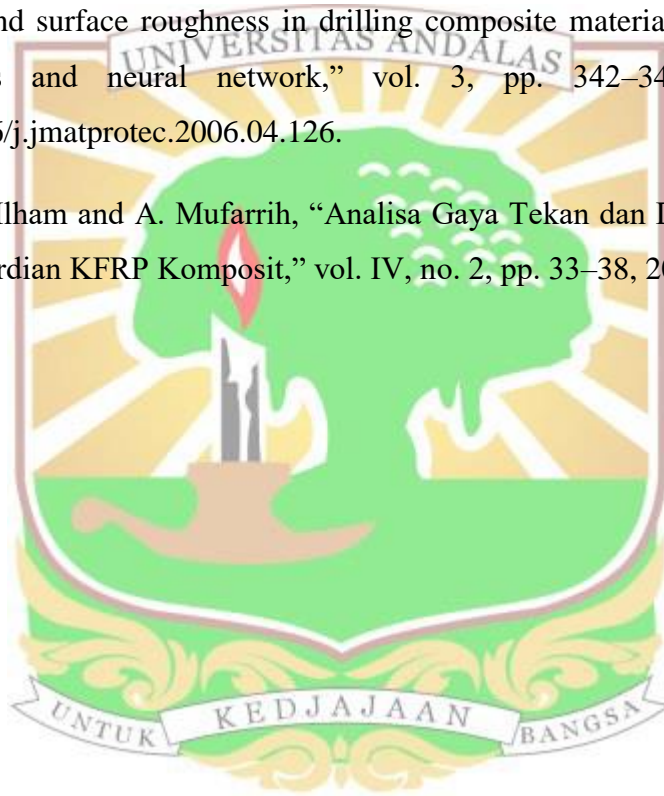 nd surface roughness in drilling composite materia
UNIVERSITAS ANDALAS
s and neural network,” vol. 3, pp. 342–34
6/j.jmatprotec.2006.04.126.
Ilham and A. Mufarrih, “Analisa Gaya Tekan dan
rdian KFRP Komposit,” vol. IV, no. 2, pp. 33–38, 20
UNTUK KEDJAJAAN BANGSA